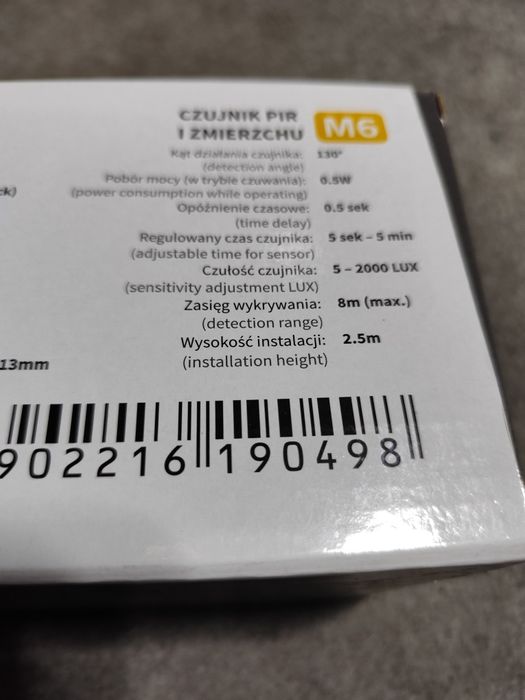 CZUJNIK PIR
I ZMIERZCHU M6
Kąt działania czujnika: 130°
(detection angle)
Pobór mocy (w trybie czuwania): 0.5W
(power consumption while operating)
Opóźnienie czasowe: 0.5 sek
(time delay)
Regulowany czas czujnika: 5 sek – 5 min
(adjustable time for sensor)
Czułość czujnika: 5 – 2000 LUX
(sensitivity adjustment LUX)
Zasięg wykrywania: 8m (max.)
(detection range)
Wysokość instalacji: 2.5m
(installation height)
ck)
13mm
902216 190498